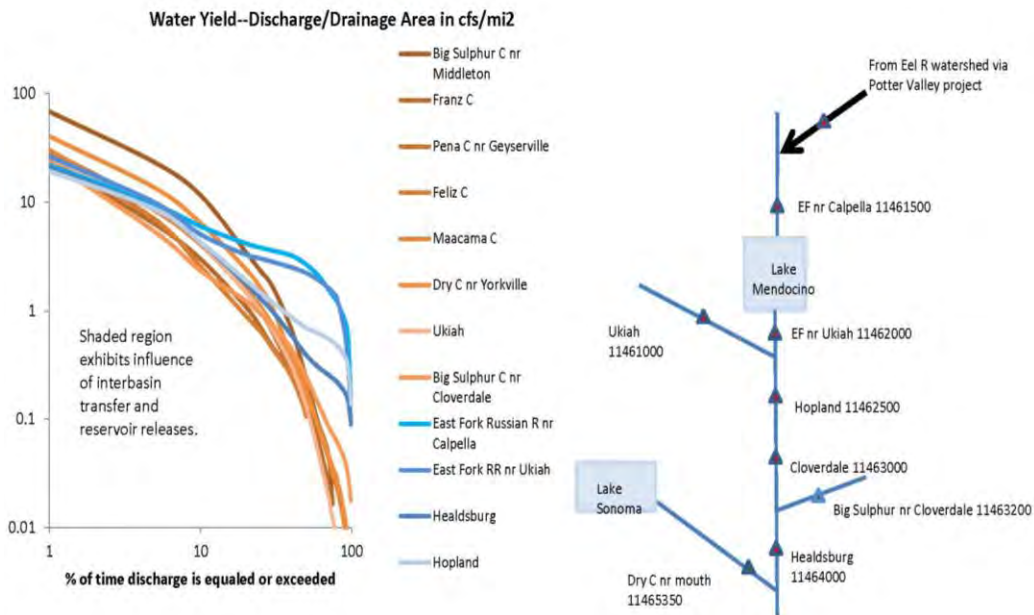 Water Yield--Discharge/Drainage Area in cfs/mi2
100
10
1
0.1
0.01
1
10
100
% of time discharge is equaled or exceeded
Shaded region
exhibits influence
of interbasin
transfer and
reservoir releases.
Big Sulphur C nr
Middleton
Franz C
Pena C nr Geyserville
Feliz C
Maacama C
Dry C nr Yorkville
Ukiah
Big Sulphur C nr
Cloverdale
East Fork Russian R nr
Calpella
East Fork RR nr Ukiah
Healdsburg
Hopland
From Eel R watershed via
Potter Valley project
EF nr Calpella 11461500
Lake
Mendocino
Ukiah
11461000
EF nr Ukiah 11462000
Hopland 11462500
Cloverdale 11463000
Lake
Sonoma
Big Sulphur nr Cloverdale 11463200
Healdsburg
11464000
Dry C nr mouth
11465350